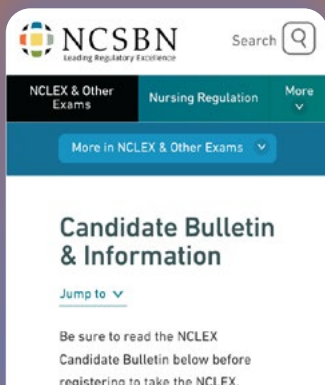 NCSBN
Leading Regulatory Excellence
Search
NCLEX & Other
Exams
Nursing Regulation
More
More in NCLEX & Other Exams
Candidate Bulletin
& Information
Jump to
Be sure to read the NCLEX
Candidate Bulletin below before
registering to take the NCLEX